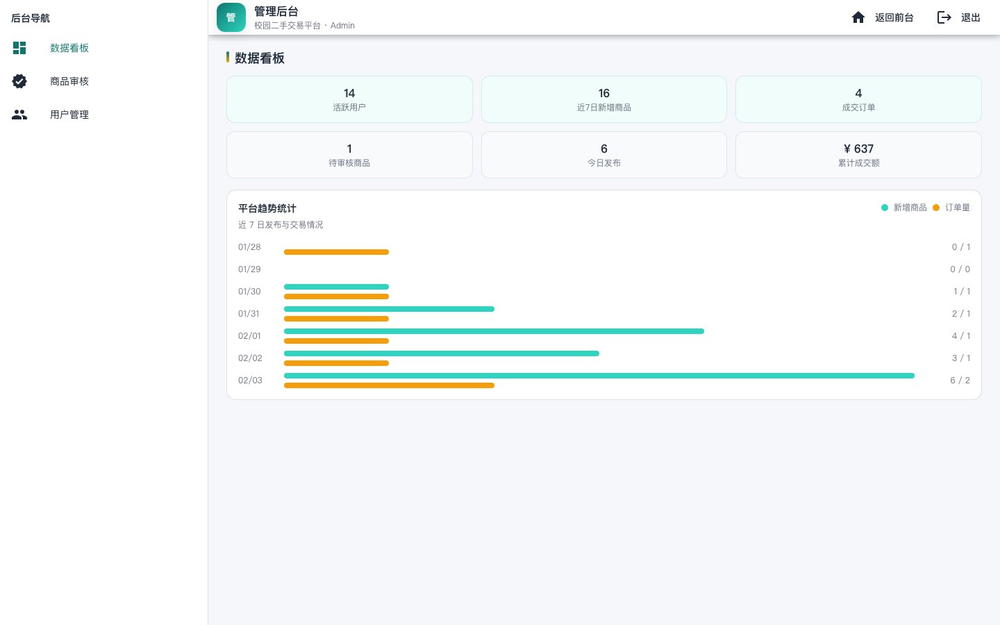 后台导航
数据看板
商品审核
用户管理
管
管理后台
校园二手交易平台 · Admin
返回前台
退出
数据看板
14
活跃用户
16
近7日新增商品
4
成交订单
1
待审核商品
6
今日发布
¥ 637
累计成交额
平台趋势统计
近 7 日发布与交易情况
新增商品
订单量
01/28
0 / 1
01/29
0 / 0
01/30
1 / 1
01/31
2 / 1
02/01
4 / 1
02/02
3 / 1
02/03
6 / 2